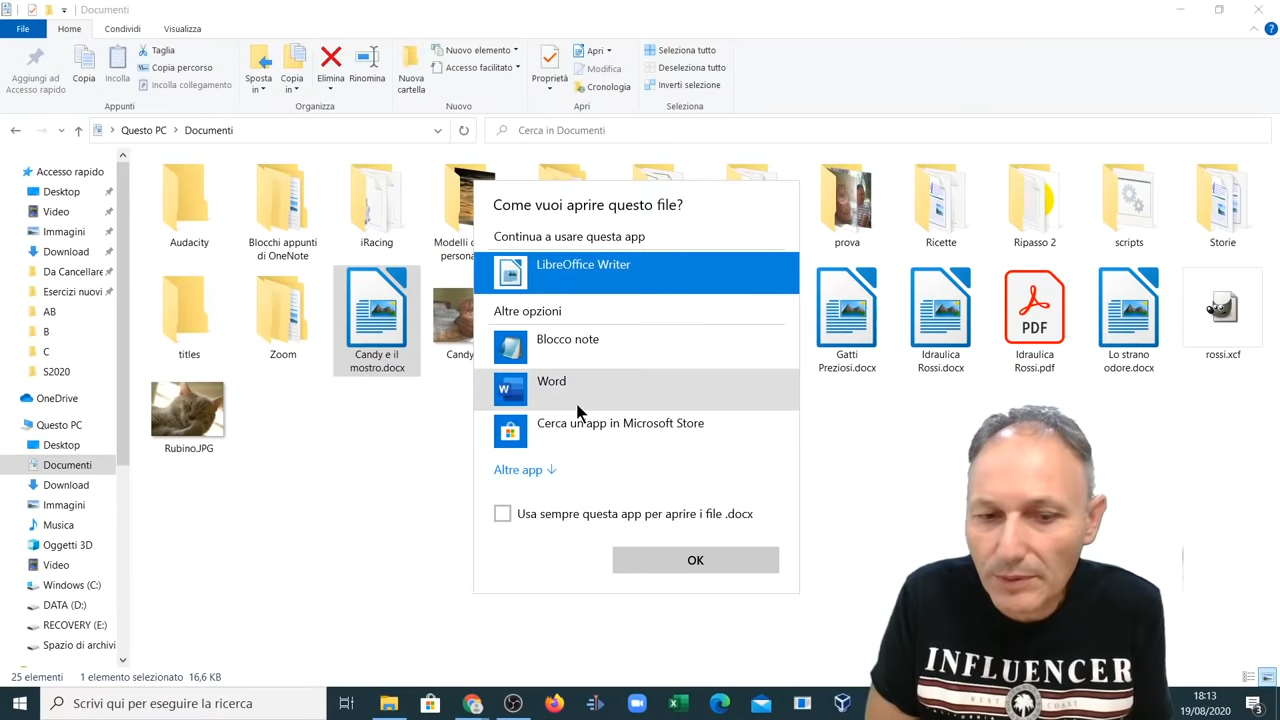 Documenti
File Home Condividi Visualizza
Aggiungi ad
Accesso rapido
Copia
Incolla
Taglia
Copia percorso
Incolla collegamento
Sposta
in
Copia
in
Elimina
Rinomina
Nuova
cartella
Nuovo elemento
Accesso facilitato
Proprietà
Apri
Modifica
Cronologia
Seleziona tutto
Deseleziona tutto
Inverti selezione
Appunti Organizza Nuovo Apri Seleziona
Questo PC Documenti
Cerca in Documenti
Accesso rapido
Desktop
Video
Immagini
Download
Da Cancellare
Esercizi nuovi
AB
B
C
S2020
OneDrive
Questo PC
Desktop
Documenti
Download
Immagini
Musica
Oggetti 3D
Video
Windows (C:)
DATA (D:)
RECOVERY (E:)
Spazio di archivi
Audacity
Blocchi appunti
di OneNote
iRacing
Modelli d
persona
prova
Ricette
Ripasso 2
scripts
Storie
titles
Zoom
Candy e il
mostro.docx
Candy
Gatti
Preziosi.docx
Idraulica
Rossi.docx
PDF
Idraulica
Rossi.pdf
Lo strano
odore.docx
rossi.xcf
Rubino.JPG
Come vuoi aprire questo file?
Continua a usare questa app
LibreOffice Writer
Altre opzioni
Blocco note
Word
Cerca un'app in Microsoft Store
Altre app
Usa sempre questa app per aprire i file .docx
OK
INFLUENCER
WEST COAST
25 elementi 1 elemento selezionato 16,6 KB
Scrivi qui per eseguire la ricerca
18:13
19/08/2020
3